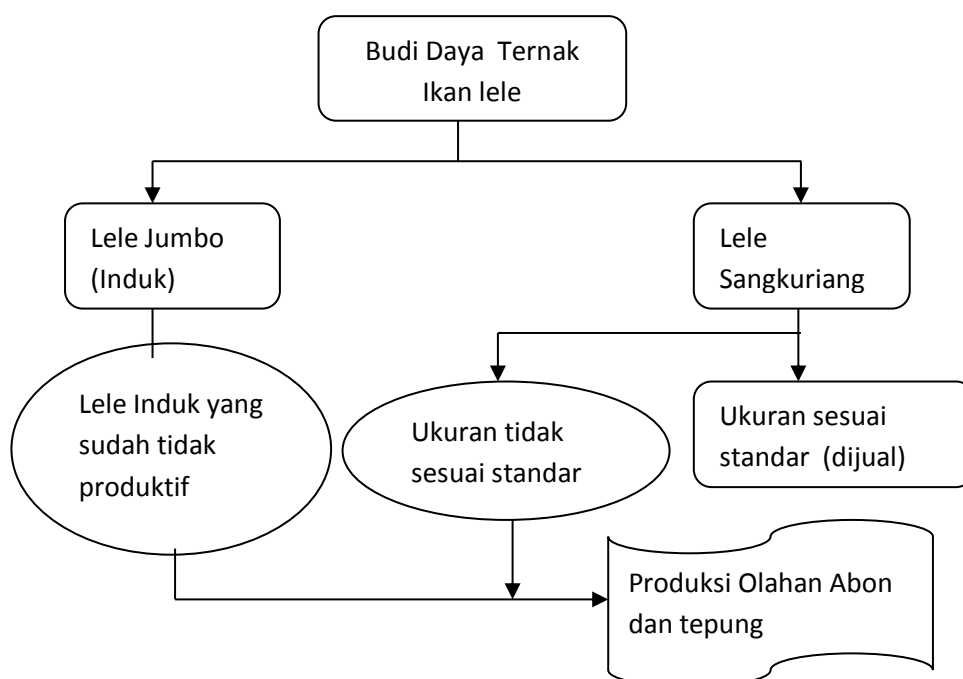 Budi Daya Ternak
Ikan lele
Lele Jumbo
(Induk)
Lele
Sangkuriang
Lele Induk yang
sudah tidak
produktif
Ukuran tidak
sesuai standar
Ukuran sesuai
standar (dijual)
Produksi Olahan Abon
dan tepung